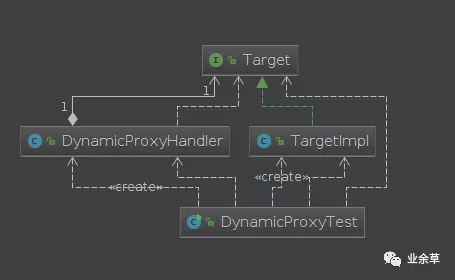 I Target
1
1
C DynamicProxyHandler
C TargetImpl
«create»
«create»
C DynamicProxyTest
业余草